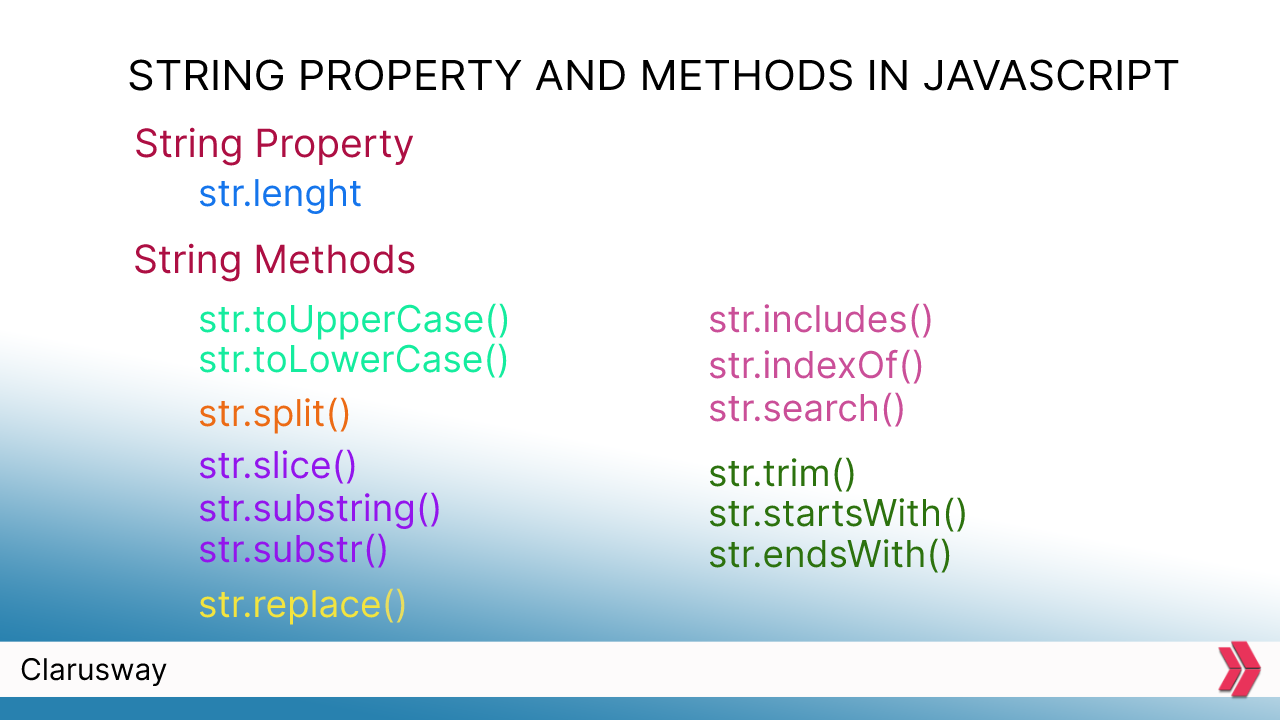 STRING PROPERTY AND METHODS IN JAVASCRIPT
String Property
str.lenght
String Methods
str.toUpperCase()
str.toLowerCase()
str.split()
str.slice()
str.substring()
str.substr()
str.replace()
str.includes()
str.indexOf()
str.search()
str.trim()
str.startsWith()
str.endsWith()
Clarusway